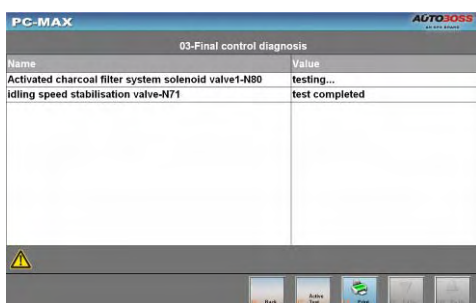 PC-MAX
AUTOBOSS
03-Final control diagnosis
Name Value
Activated charcoal filter system solenoid valve1-N80 testing...
idling speed stabilisation valve-N71 test completed
Back Active Test Print